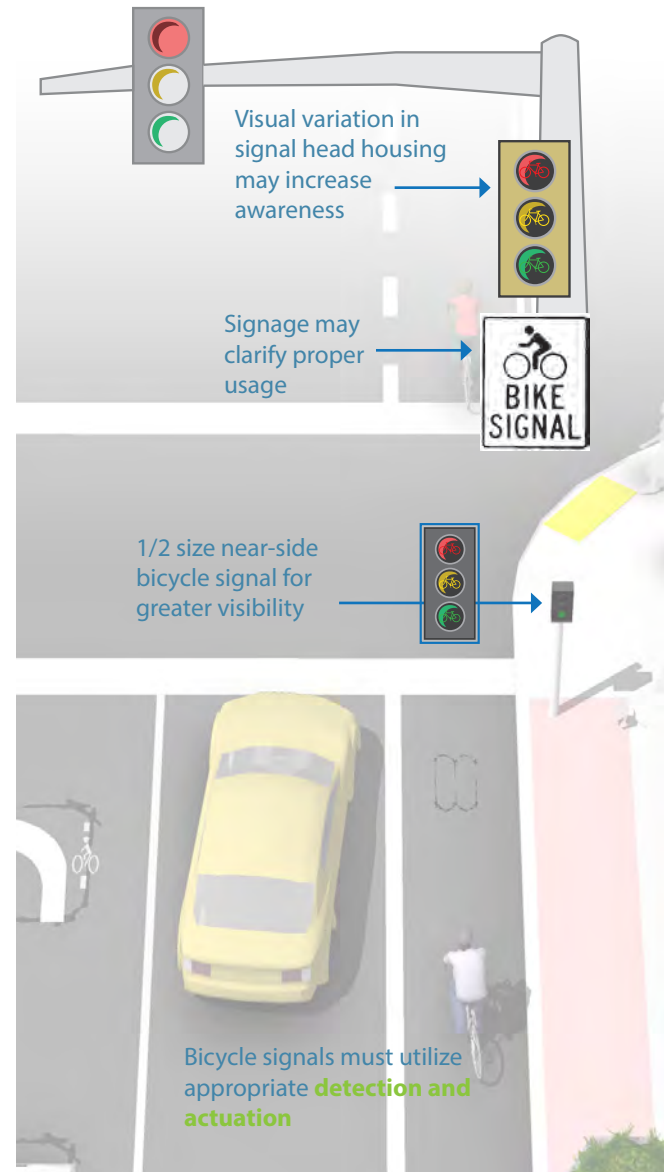 Visual variation in
signal head housing
may increase
awareness
Signage may
clarify proper
usage
BIKE
SIGNAL
1/2 size near-side
bicycle signal for
greater visibility
Bicycle signals must utilize
appropriate detection and
actuation